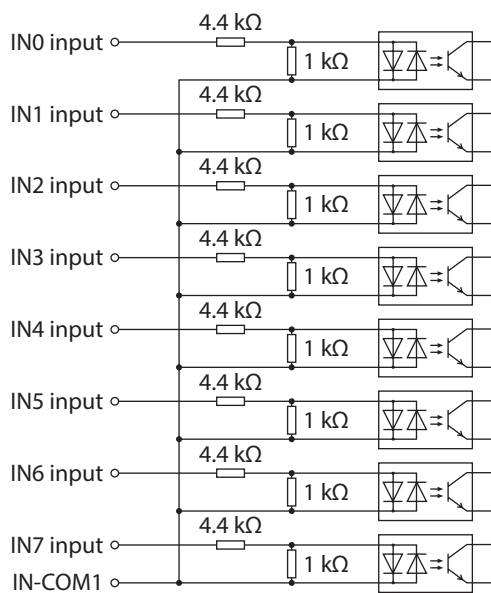 4.4 kΩ
IN0 input
1 kΩ
4.4 kΩ
IN1 input
1 kΩ
4.4 kΩ
IN2 input
1 kΩ
4.4 kΩ
IN3 input
1 kΩ
4.4 kΩ
IN4 input
1 kΩ
4.4 kΩ
IN5 input
1 kΩ
4.4 kΩ
IN6 input
1 kΩ
4.4 kΩ
IN7 input
1 kΩ
IN-COM1